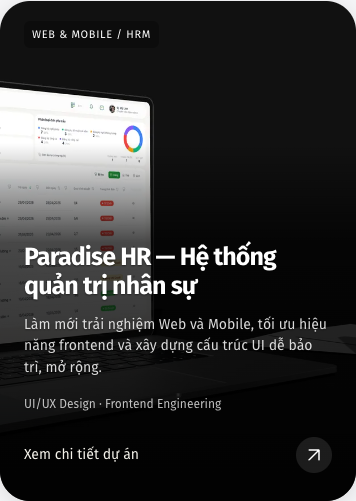 WEB & MOBILE / HRM
Paradise HR — Hệ thống
quản trị nhân sự
Làm mới trải nghiệm Web và Mobile, tối ưu hiệu
năng frontend và xây dựng cấu trúc UI dễ bảo
trì, mở rộng.
UI/UX Design · Frontend Engineering
Xem chi tiết dự án